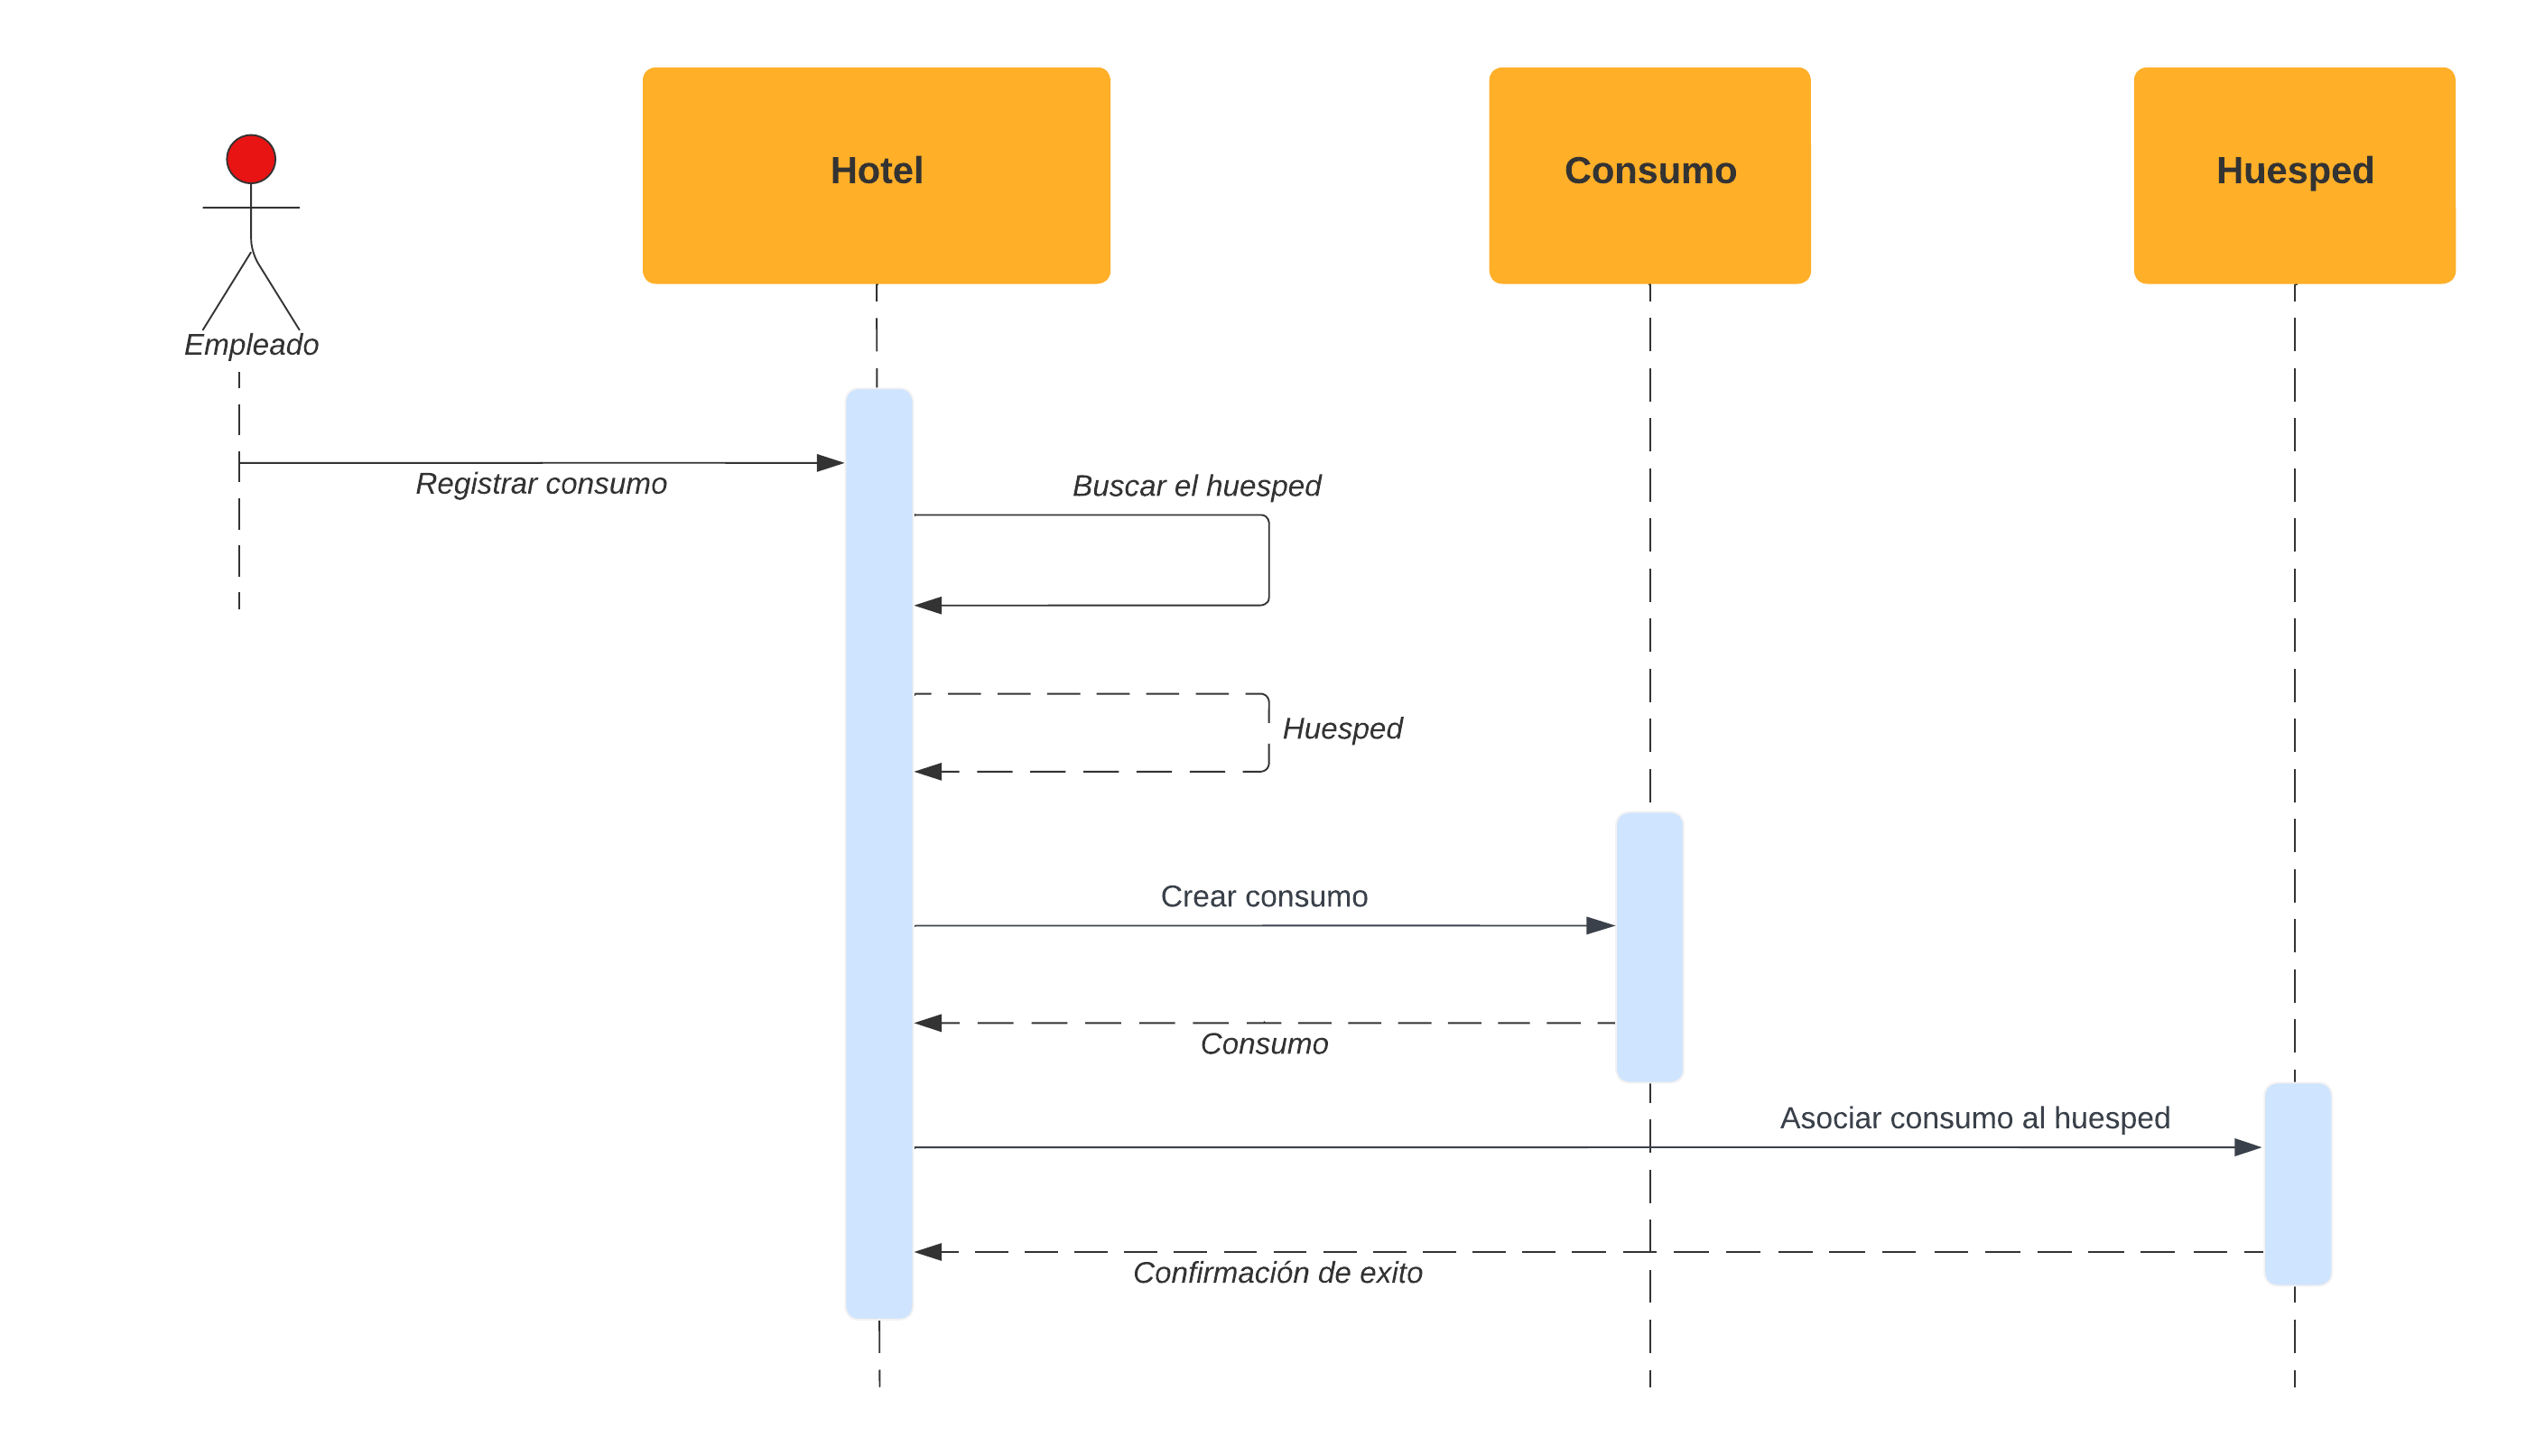 Hotel
Consumo
Huesped
Empleado
Registrar consumo
Buscar el huesped
Huesped
Crear consumo
Consumo
Asociar consumo al huesped
Confirmación de exito